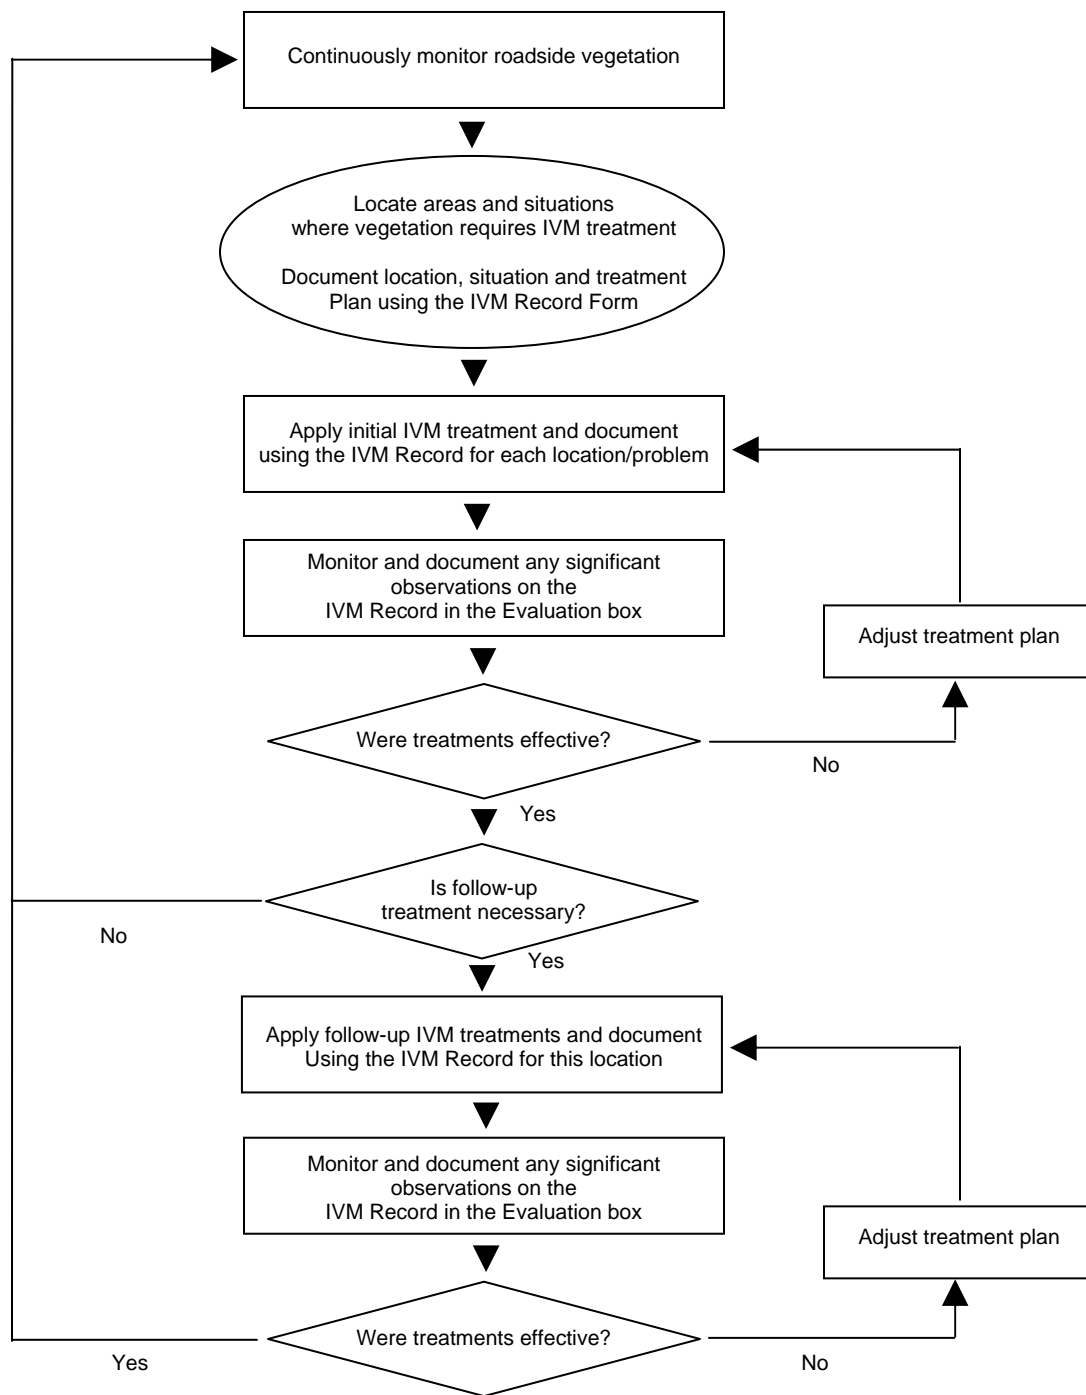 Continuously monitor roadside vegetation
Locate areas and situations
where vegetation requires IVM treatment
Document location, situation and treatment
Plan using the IVM Record Form
Apply initial IVM treatment and document
using the IVM Record for each location/problem
Monitor and document any significant
observations on the
IVM Record in the Evaluation box
Adjust treatment plan
Were treatments effective?
No
Yes
Is follow-up
treatment necessary?
No
Yes
Apply follow-up IVM treatments and document
Using the IVM Record for this location
Monitor and document any significant
observations on the
IVM Record in the Evaluation box
Adjust treatment plan
Were treatments effective?
Yes
No